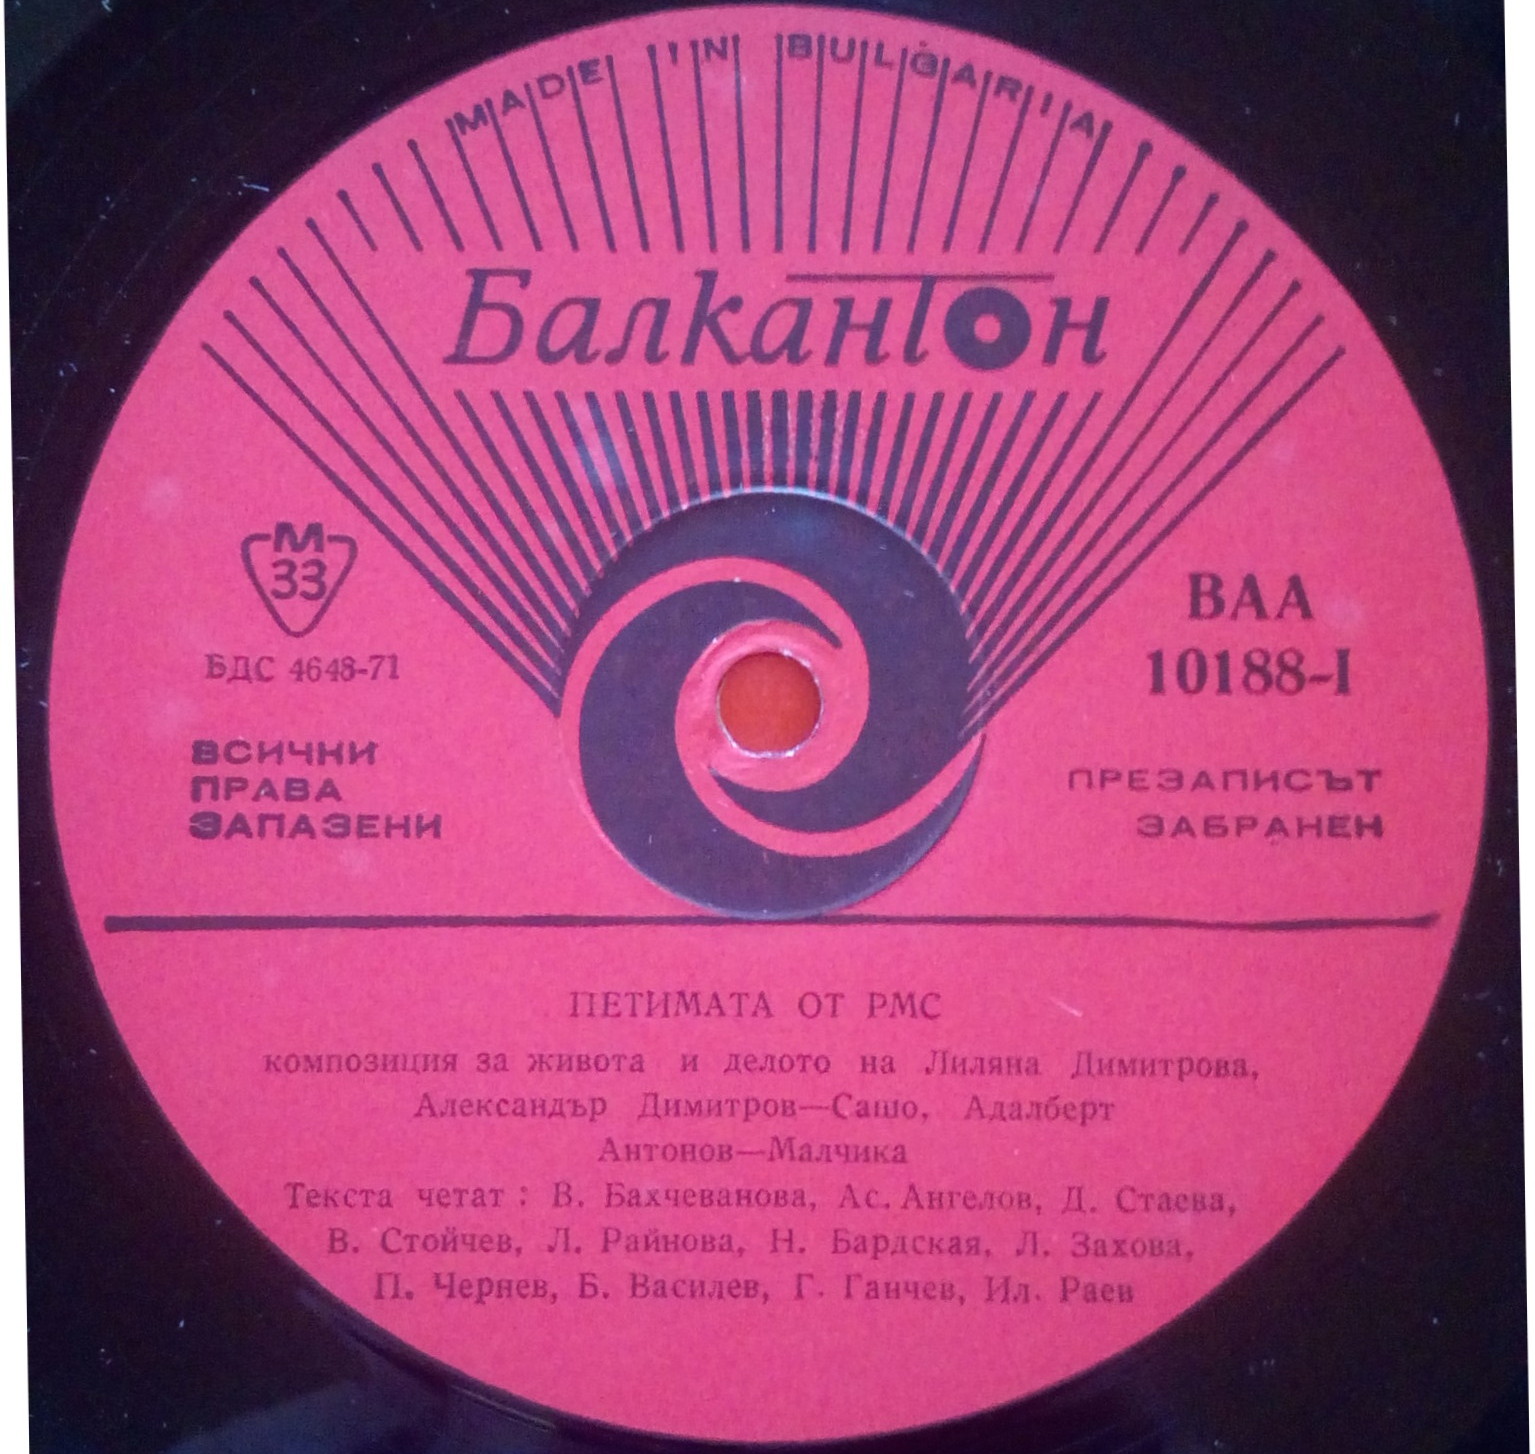 MADE IN BULGARIA
Балкантон
М
33
БДС 4648-71
ВСИЧНИ
ПРАВА
ЗАПАЗЕНИ
ВАА
10188-I
ПРЕЗАПИСЪТ
ЗАБРАНЕН
ПЕТИМАТА ОТ РМС
композиция за живота и делото на Лиляна Димитрова,
Александър Димитров—Сашо, Адалберт
Антонов—Малчика
Текста четат: В. Бахчеванова, Ас. Ангелов, Д. Стаева,
В. Стойчев, Л. Райнова, Н. Бардская, Л. Захова,
П. Чернев, Б. Василев, Г. Ганчев, Ил. Раев